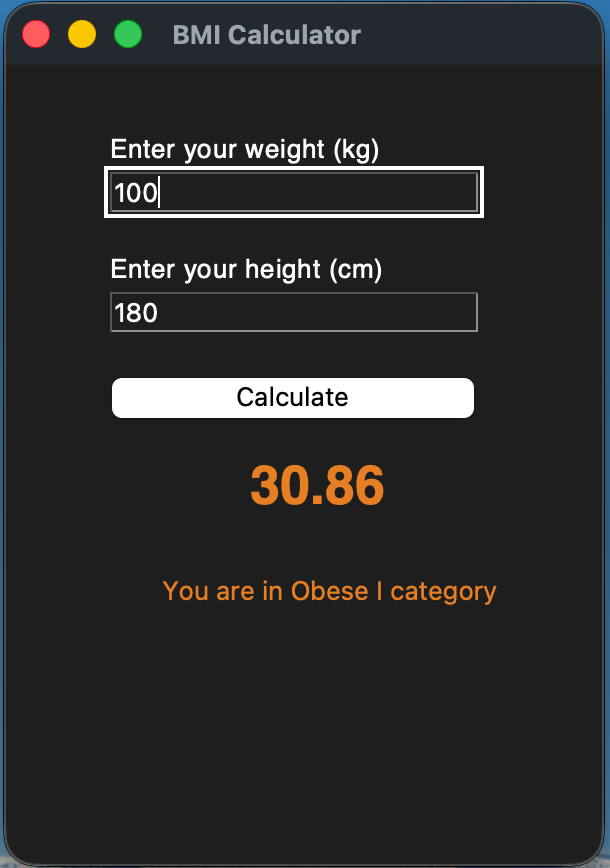 BMI Calculator
Enter your weight (kg)
100
Enter your height (cm)
180
Calculate
30.86
You are in Obese I category